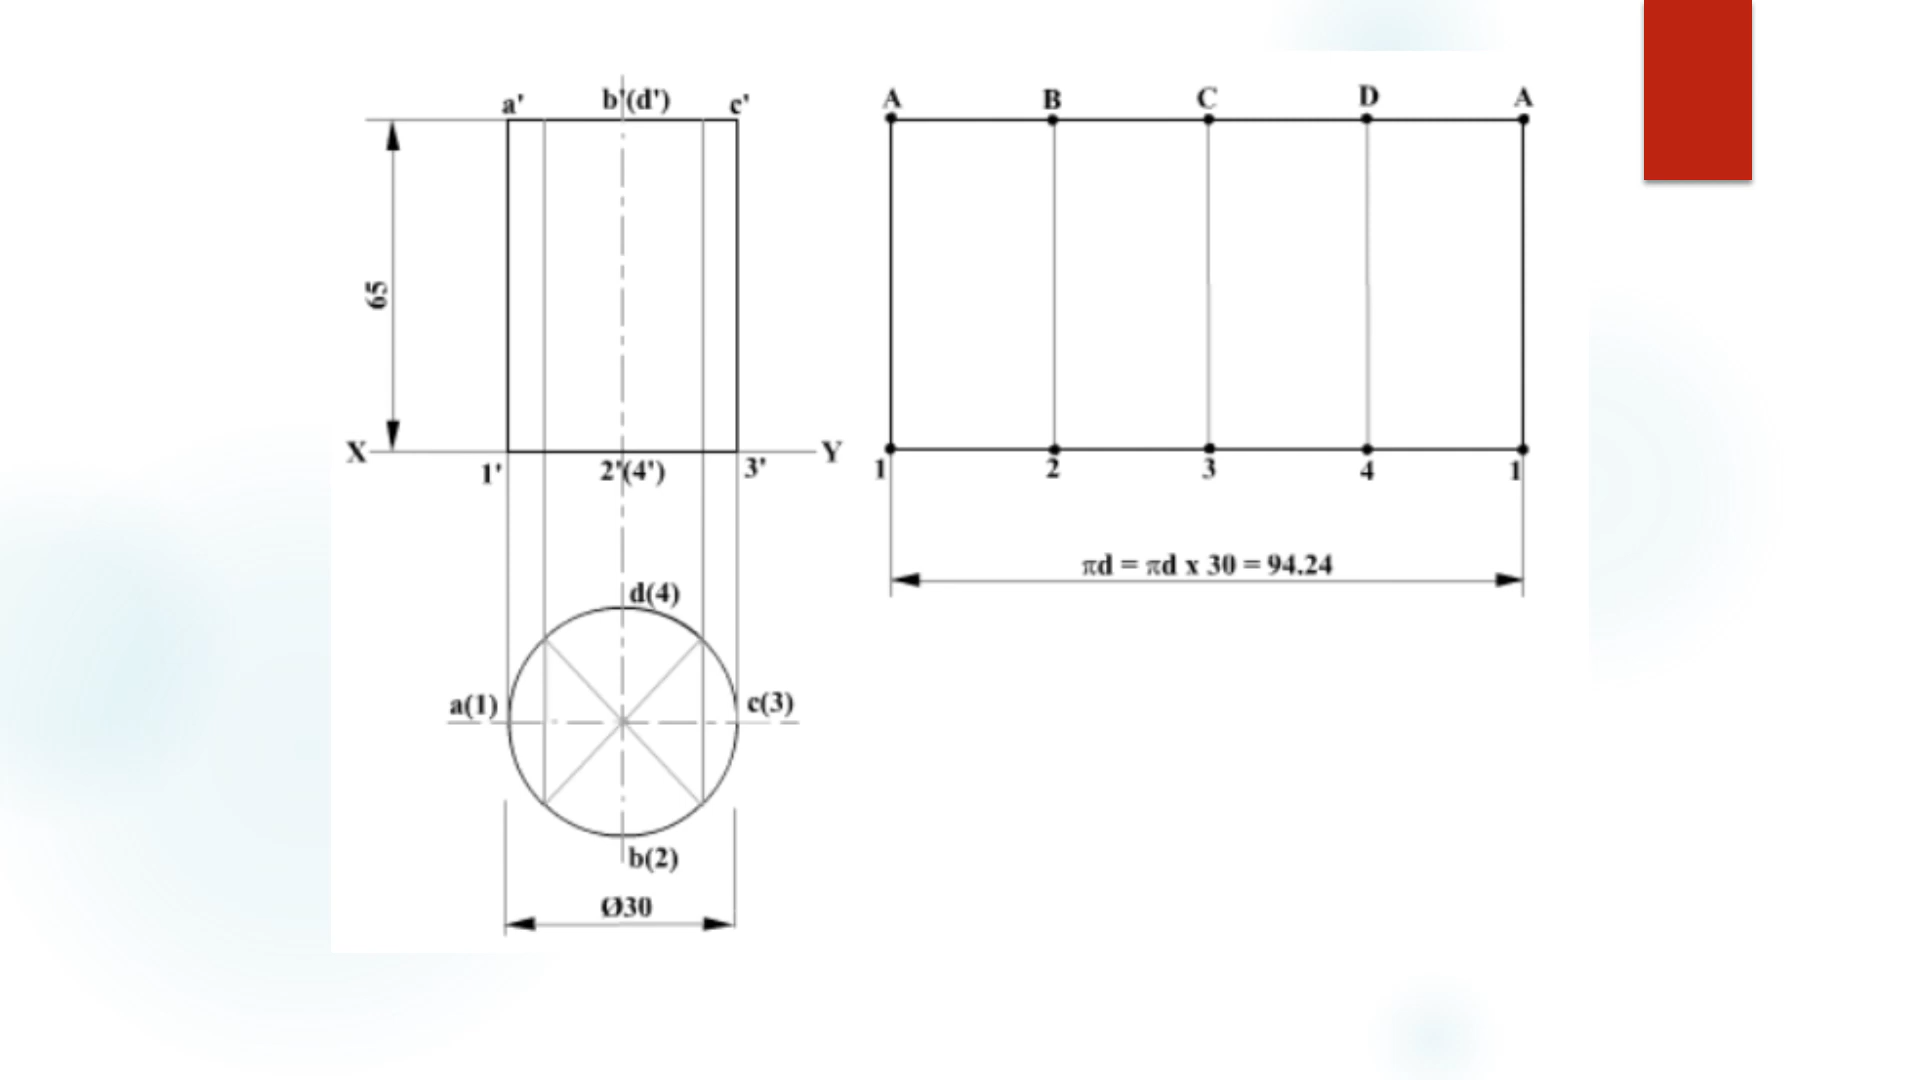 a' b'(d') c'
A B C D A
65
X Y
1' 2'(4') 3'
1 2 3 4 1
πd = πd x 30 = 94.24
d(4)
a(1) c(3)
b(2)
Ø30